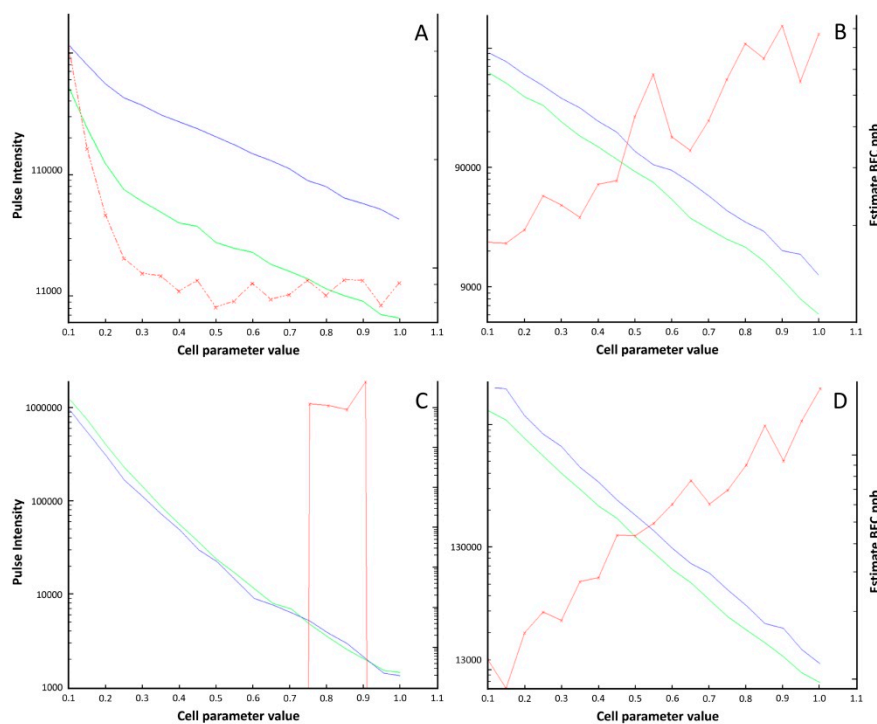 A
Pulse Intensity
110000
11000
0.1 0.2 0.3 0.4 0.5 0.6 0.7 0.8 0.9 1.0 1.1
Cell parameter value
B
90000
9000
Estimate BEC ppb
0.1 0.2 0.3 0.4 0.5 0.6 0.7 0.8 0.9 1.0 1.1
Cell parameter value
C
Pulse Intensity
1000000
100000
10000
1000
0.1 0.2 0.3 0.4 0.5 0.6 0.7 0.8 0.9 1.0 1.1
Cell parameter value
D
130000
13000
Estimate BEC ppb
0.1 0.2 0.3 0.4 0.5 0.6 0.7 0.8 0.9 1.0 1.1
Cell parameter value